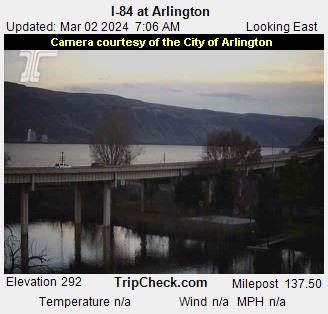 I-84 at Arlington
Updated: Mar 02 2024 7:06 AM Looking East
Camera courtesy of the City of Arlington
Elevation 292 TripCheck.com Milepost 137.50
Temperature n/a Wind n/a MPH n/a